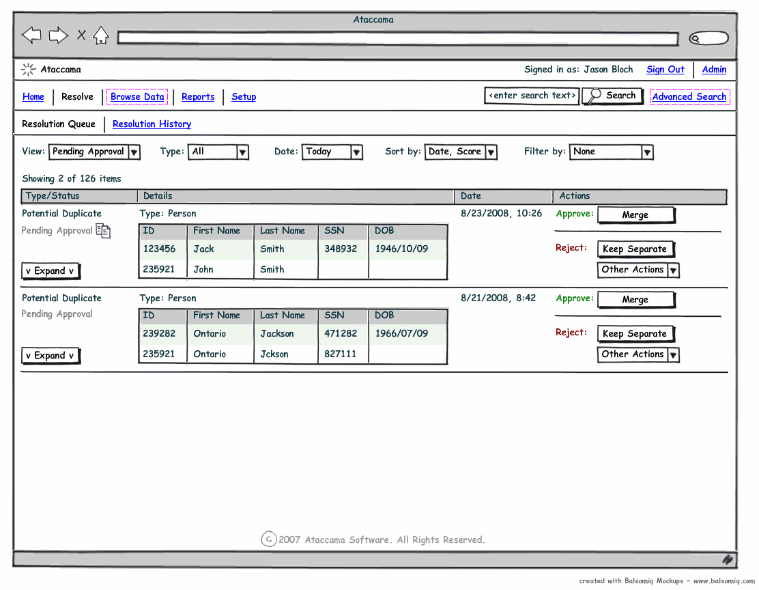 Ataccama
X
Ataccama Signed in as: Jason Bloch Sign Out Admin
Home Resolve Browse Data Reports Setup <enter search text> Search Advanced Search
Resolution Queue Resolution History
View: Pending Approval Type: All Date: Today Sort by: Date, Score Filter by: None
Showing 2 of 126 items
Type/Status Details Date Actions
Potential Duplicate Type: Person 8/23/2008, 10:26 Approve: Merge
Pending Approval ID First Name Last Name SSN DOB
123456 Jack Smith 348932 1946/10/09 Reject: Keep Separate
v Expand v 235921 John Smith Other Actions
Potential Duplicate Type: Person 8/21/2008, 8:42 Approve: Merge
Pending Approval ID First Name Last Name SSN DOB
239282 Ontario Jackson 471282 1966/07/09 Reject: Keep Separate
v Expand v 235921 Ontario Jckson 827111 Other Actions
© 2007 Ataccama Software. All Rights Reserved.
created with Balsamiq Mockups - www.balsamiq.com